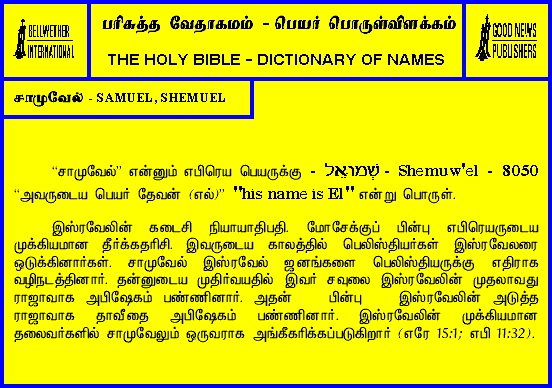 BELLWETHER
INTERNATIONAL
பரிசுத்த வேதாகமம் - பெயர் பொருள்விளக்கம்
THE HOLY BIBLE - DICTIONARY OF NAMES
GOOD NEWS
PUBLISHERS
சாமுவேல் - SAMUEL, SHEMUEL
“சாமுவேல்” என்னும் எபிரெய பெயருக்கு - שְׁמוּאֵל - Shemuw'el - 8050
“அவருடைய பெயர் தேவன் (எல்)” "his name is El" என்று பொருள்.
இஸ்ரவேலின் கடைசி நியாயாதிபதி. மோசேக்குப் பின்பு எபிரெயருடைய
முக்கியமான தீர்க்கதரிசி. இவருடைய காலத்தில் பெலிஸ்தியர்கள் இஸ்ரவேலரை
ஒடுக்கினார்கள். சாமுவேல் இஸ்ரவேல் ஜனங்களை பெலிஸ்தியருக்கு எதிராக
வழிநடத்தினார். தன்னுடைய முதிர்வயதில் இவர் சவுலை இஸ்ரவேலின் முதலாவது
ராஜாவாக அபிஷேகம் பண்ணினார். அதன் பின்பு இஸ்ரவேலின் அடுத்த
ராஜாவாக தாவீதை அபிஷேகம் பண்ணினார். இஸ்ரவேலின் முக்கியமான
தலைவர்களில் சாமுவேலும் ஒருவராக அங்கீகரிக்கப்படுகிறார் (எரே 15:1; எபி 11:32).